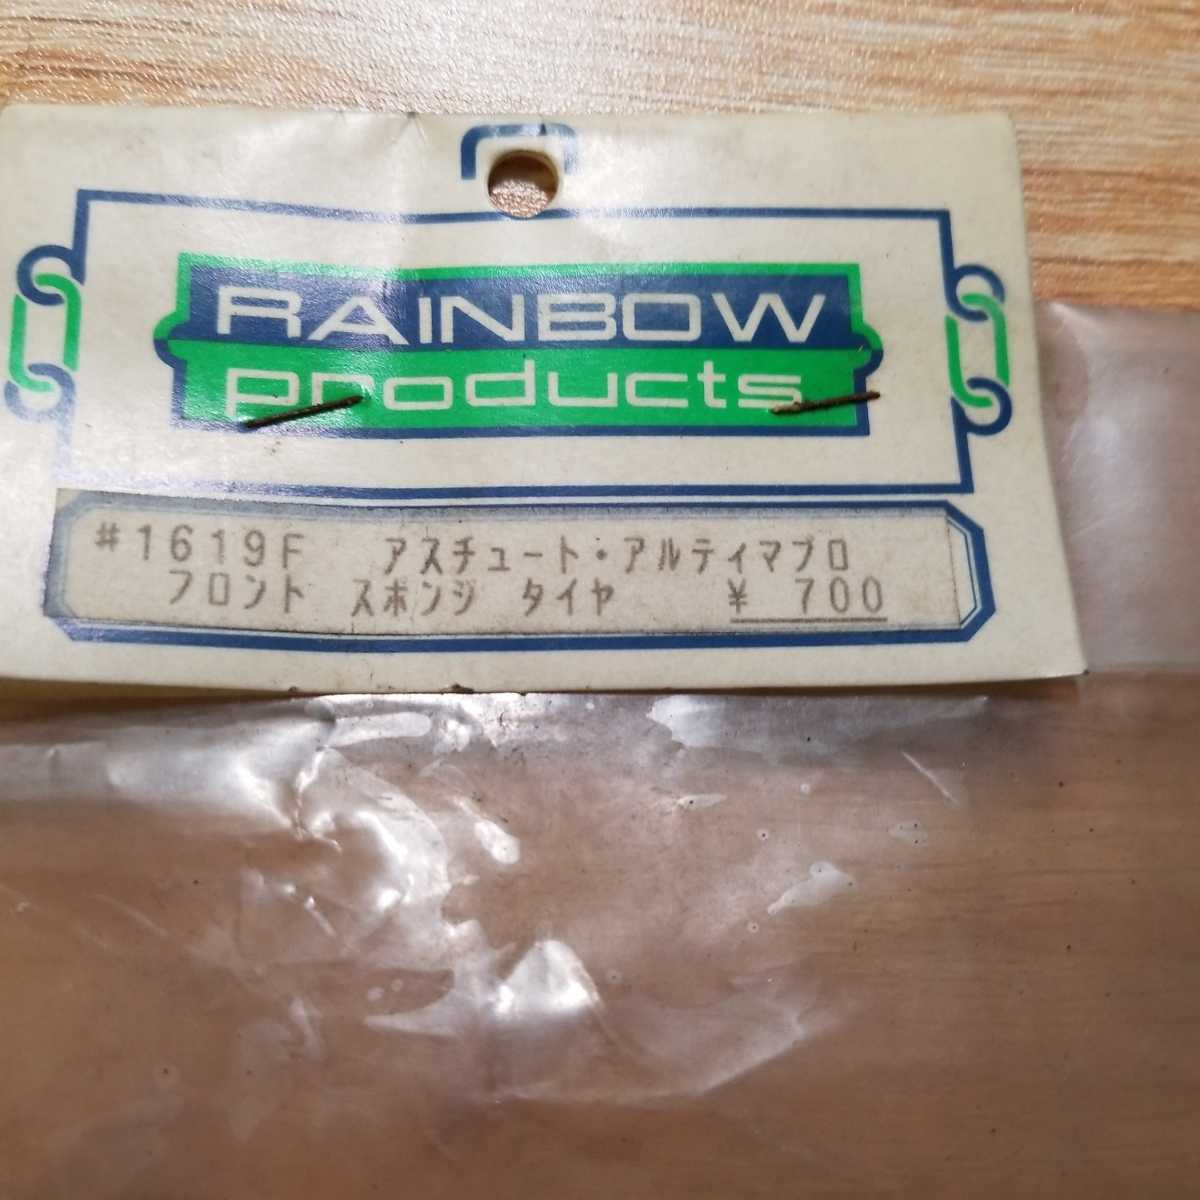 RAINBOW
products
#1619F アスチュート・アルティマプロ
フロント スポンジ タイヤ ¥ 700